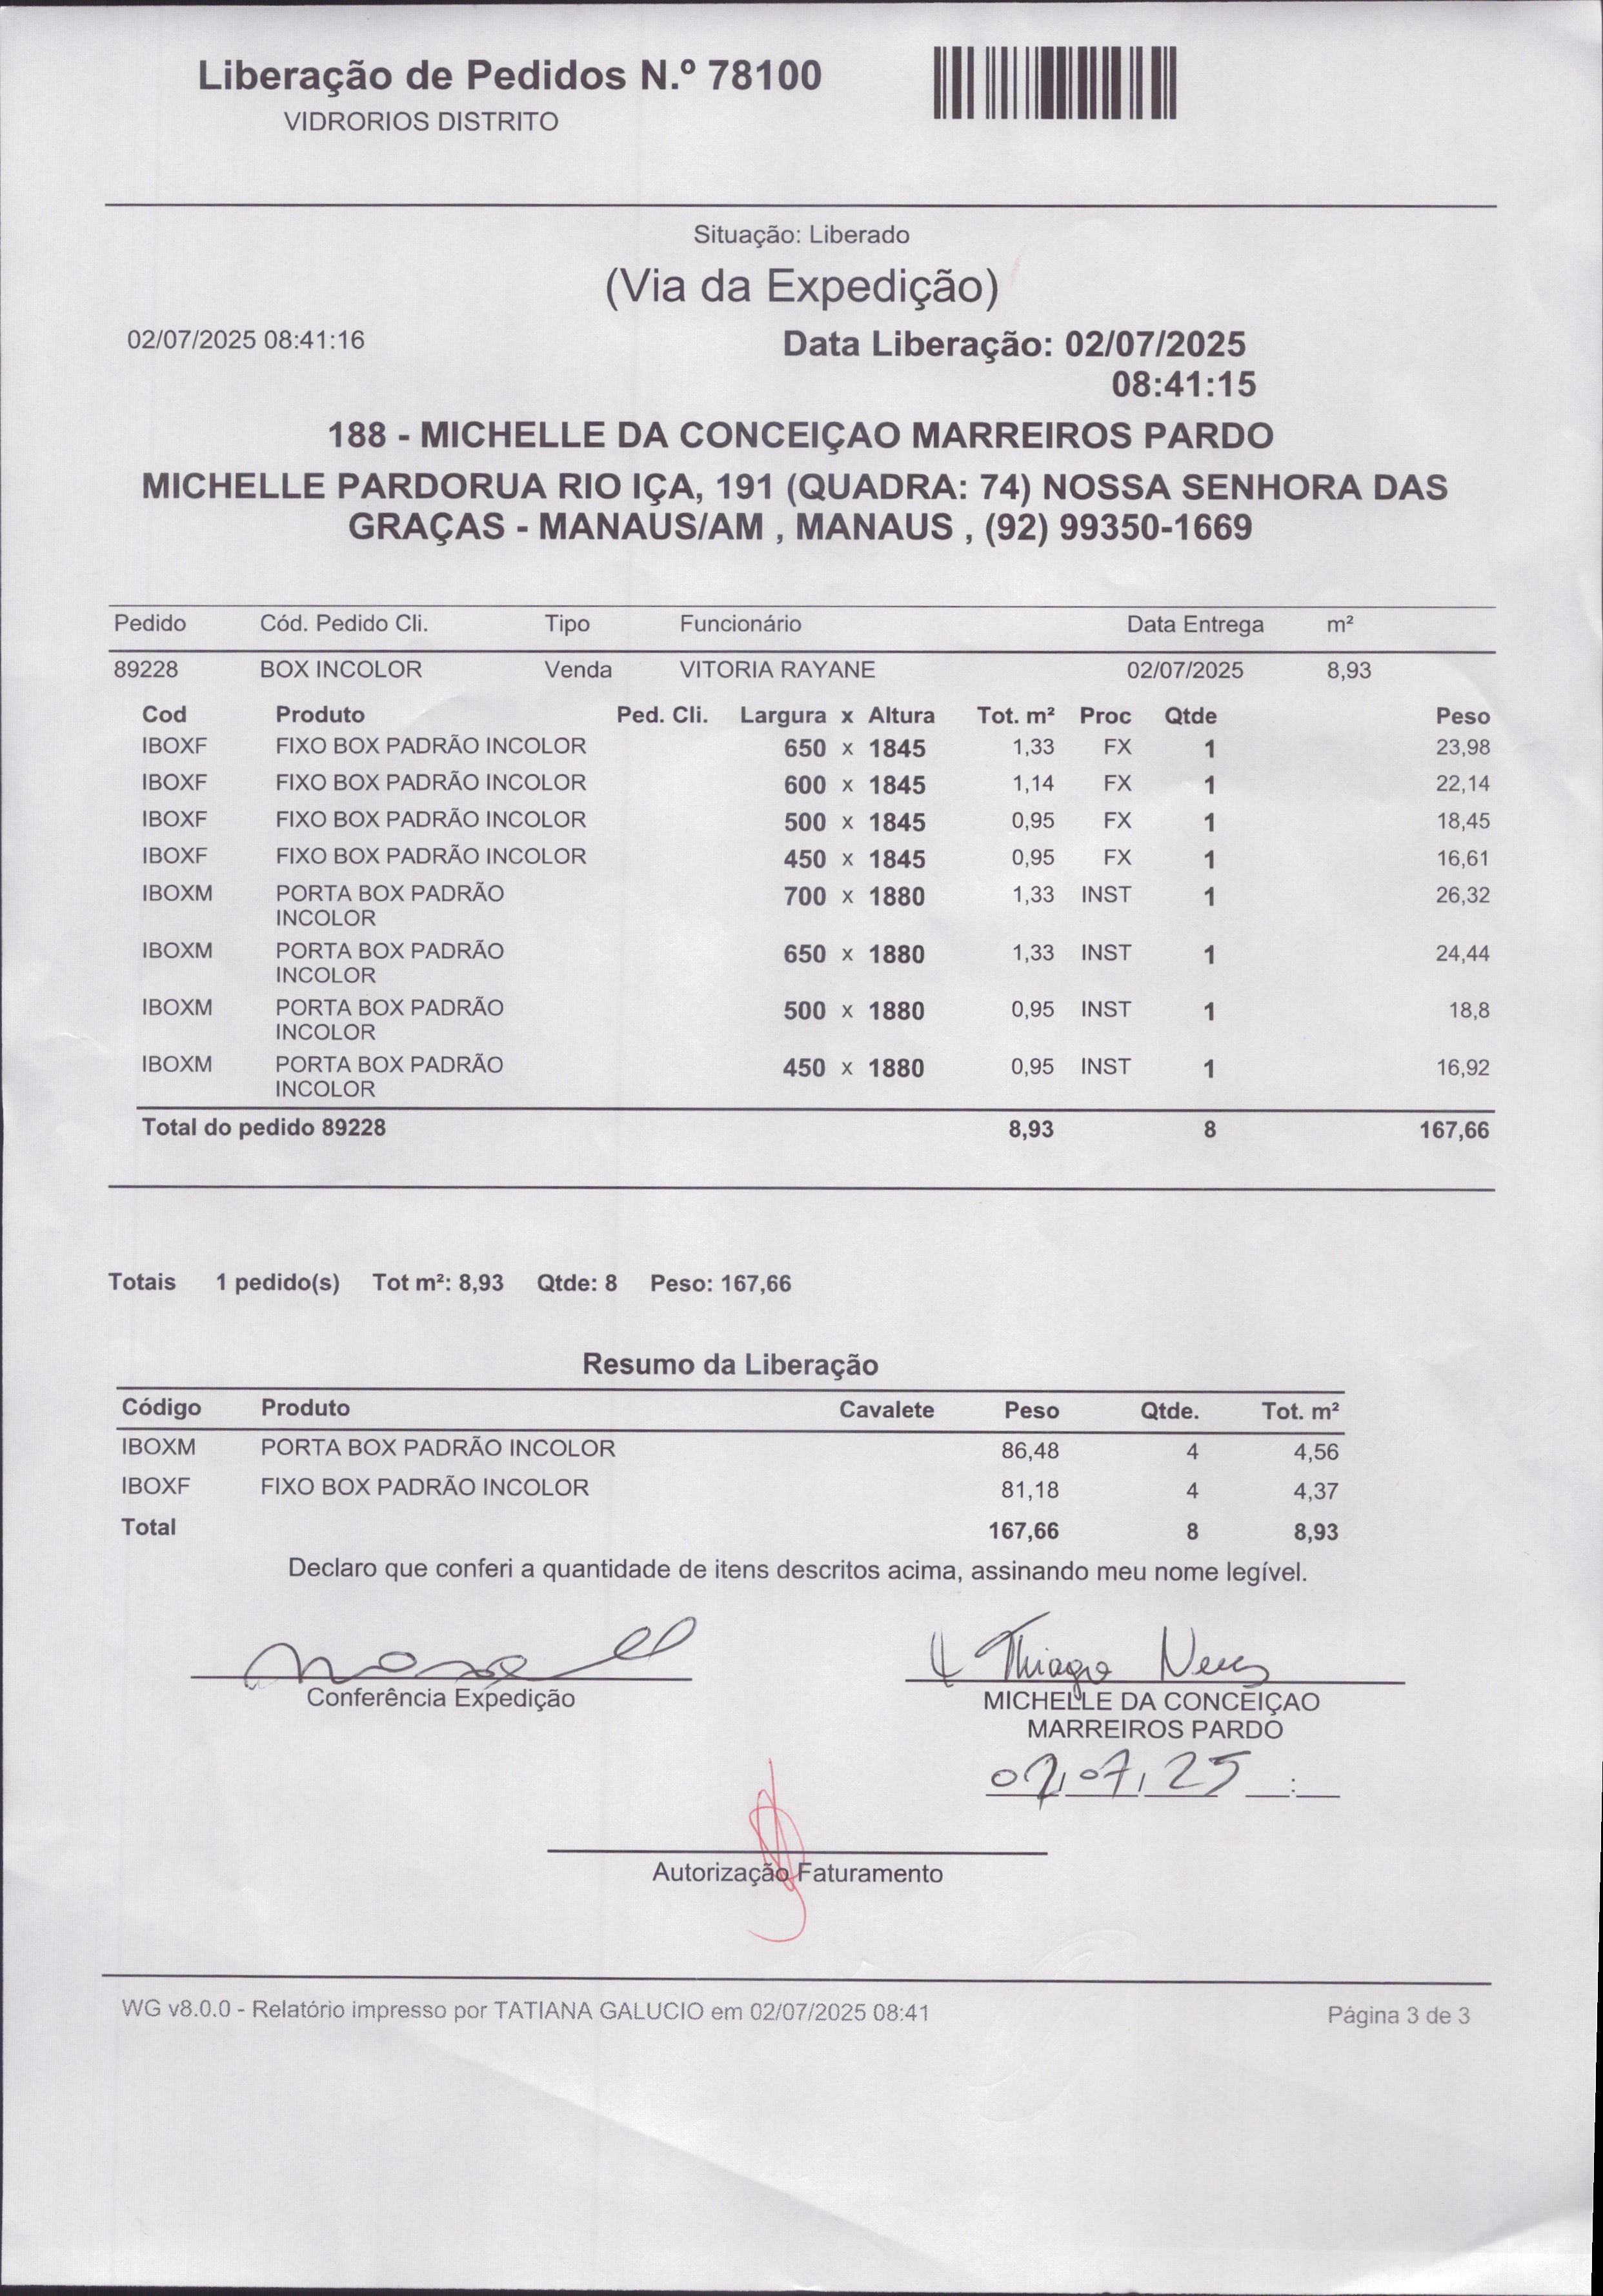 Liberação de Pedidos N.º 78100
VIDRORIOS DISTRITO
Situação: Liberado
(Via da Expedição)
02/07/2025 08:41:16
Data Liberação: 02/07/2025
08:41:15
188 - MICHELLE DA CONCEIÇAO MARREIROS PARDO
MICHELLE PARDORUA RIO IÇA, 191 (QUADRA: 74) NOSSA SENHORA DAS
GRAÇAS - MANAUS/AM , MANAUS , (92) 99350-1669
Pedido Cód. Pedido Cli. Tipo Funcionário Data Entrega m²
89228 BOX INCOLOR Venda VITORIA RAYANE 02/07/2025 8,93
Cod Produto Ped. Cli. Largura x Altura Tot. m² Proc Qtde Peso
IBOXF FIXO BOX PADRÃO INCOLOR 650 x 1845 1,33 FX 1 23,98
IBOXF FIXO BOX PADRÃO INCOLOR 600 x 1845 1,14 FX 1 22,14
IBOXF FIXO BOX PADRÃO INCOLOR 500 x 1845 0,95 FX 1 18,45
IBOXF FIXO BOX PADRÃO INCOLOR 450 x 1845 0,95 FX 1 16,61
IBOXM PORTA BOX PADRÃO 700 x 1880 1,33 INST 1 26,32
INCOLOR
IBOXM PORTA BOX PADRÃO 650 x 1880 1,33 INST 1 24,44
INCOLOR
IBOXM PORTA BOX PADRÃO 500 x 1880 0,95 INST 1 18,8
INCOLOR
IBOXM PORTA BOX PADRÃO 450 x 1880 0,95 INST 1 16,92
INCOLOR
Total do pedido 89228 8,93 8 167,66
Totais 1 pedido(s) Tot m²: 8,93 Qtde: 8 Peso: 167,66
Resumo da Liberação
Código Produto Cavalete Peso Qtde. Tot. m²
IBOXM PORTA BOX PADRÃO INCOLOR 86,48 4 4,56
IBOXF FIXO BOX PADRÃO INCOLOR 81,18 4 4,37
Total 167,66 8 8,93
Declaro que conferi a quantidade de itens descritos acima, assinando meu nome legível.
Thiago Neves
Conferência Expedição
MICHELLE DA CONCEIÇAO
MARREIROS PARDO
02/07/25 __:__
Autorização Faturamento
WG v8.0.0 - Relatório impresso por TATIANA GALUCIO em 02/07/2025 08:41
Página 3 de 3